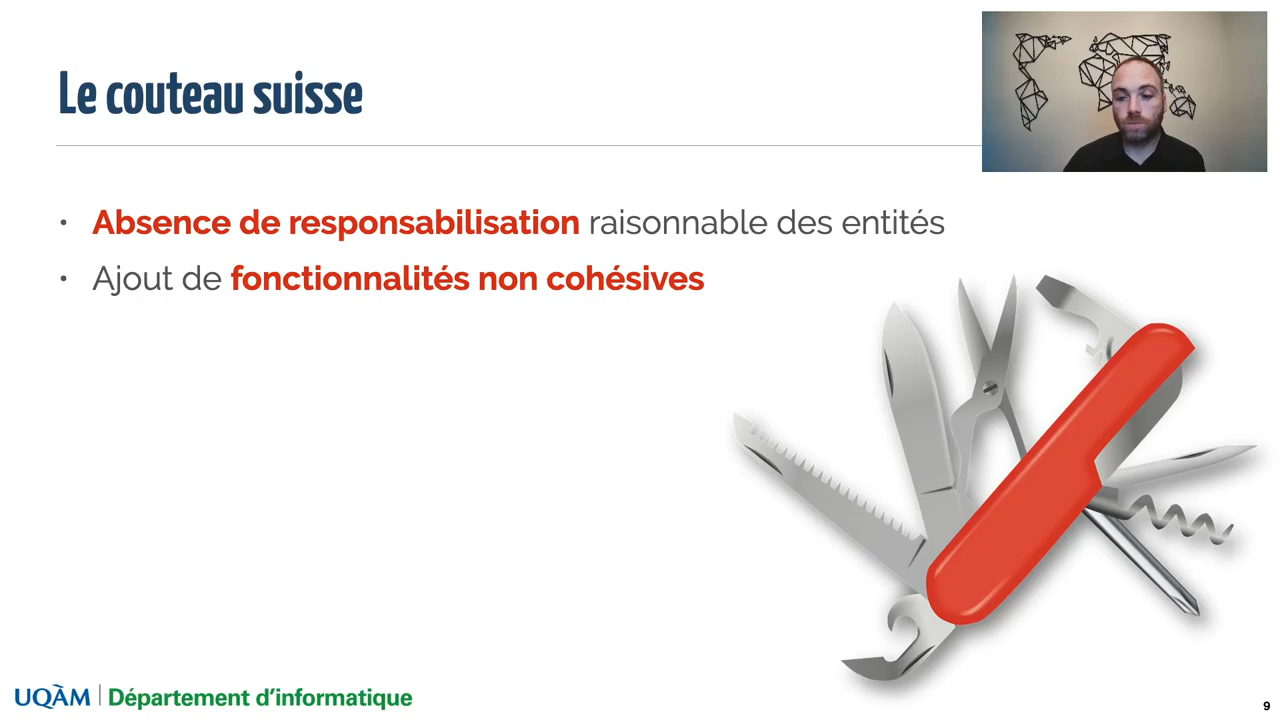 Le couteau suisse
• Absence de responsabilisation raisonnable des entités
• Ajout de fonctionnalités non cohésives
UQÀM | Département d'informatique
9